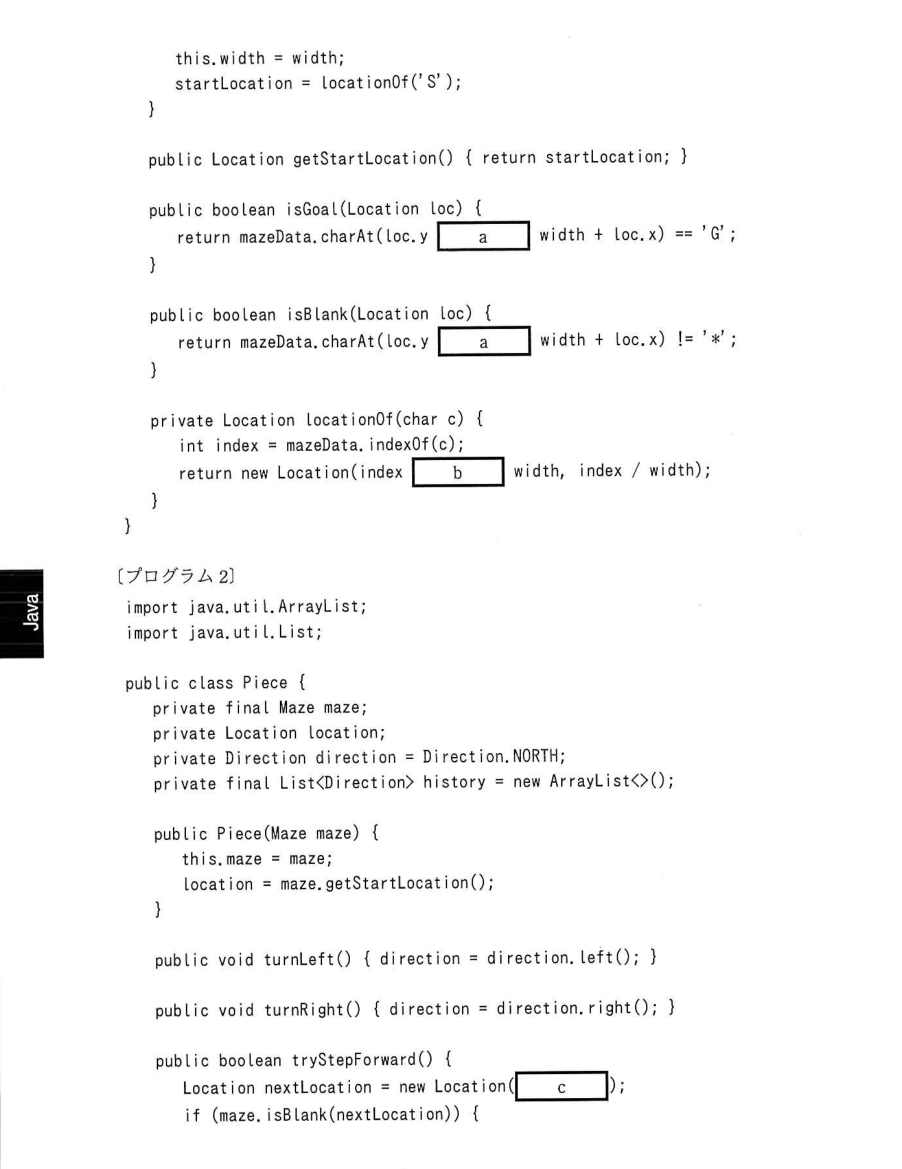 this.width = width;
startLocation = locationOf('S');
}
public Location getStartLocation() { return startLocation; }
public boolean isGoal(Location loc) {
return mazeData.charAt(loc.y a width + loc.x) == 'G';
}
public boolean isBlank(Location loc) {
return mazeData.charAt(loc.y a width + loc.x) != '*';
}
private Location locationOf(char c) {
int index = mazeData.indexOf(c);
return new Location(index b width, index / width);
}
}
〔プログラム 2〕
Java
import java.util.ArrayList;
import java.util.List;
public class Piece {
private final Maze maze;
private Location location;
private Direction direction = Direction.NORTH;
private final List<Direction> history = new ArrayList<>();
public Piece(Maze maze) {
this.maze = maze;
location = maze.getStartLocation();
}
public void turnLeft() { direction = direction.left(); }
public void turnRight() { direction = direction.right(); }
public boolean tryStepForward() {
Location nextLocation = new Location( c );
if (maze.isBlank(nextLocation)) {